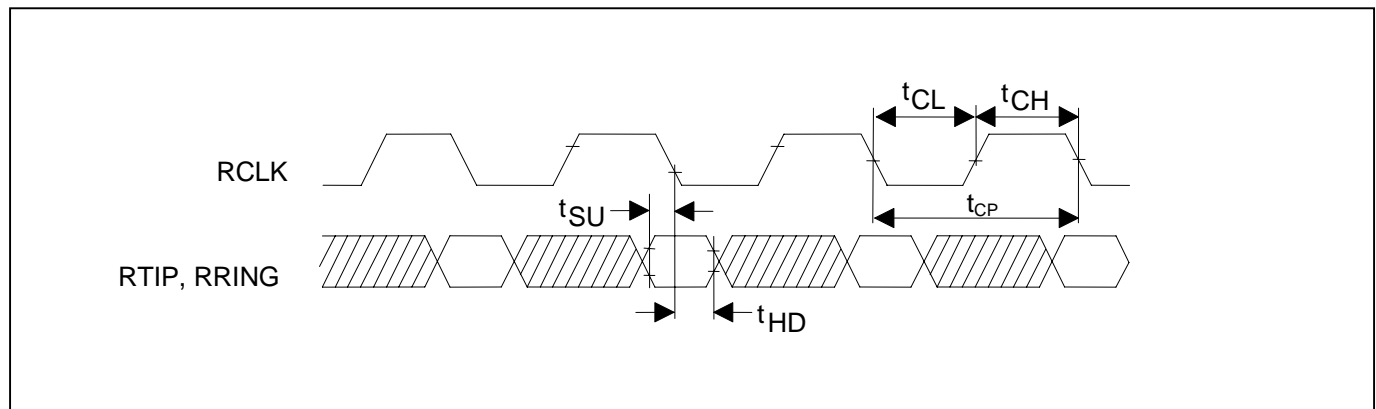 tCL tCH
RCLK
tCP
tSU
RTIP, RRING
tHD